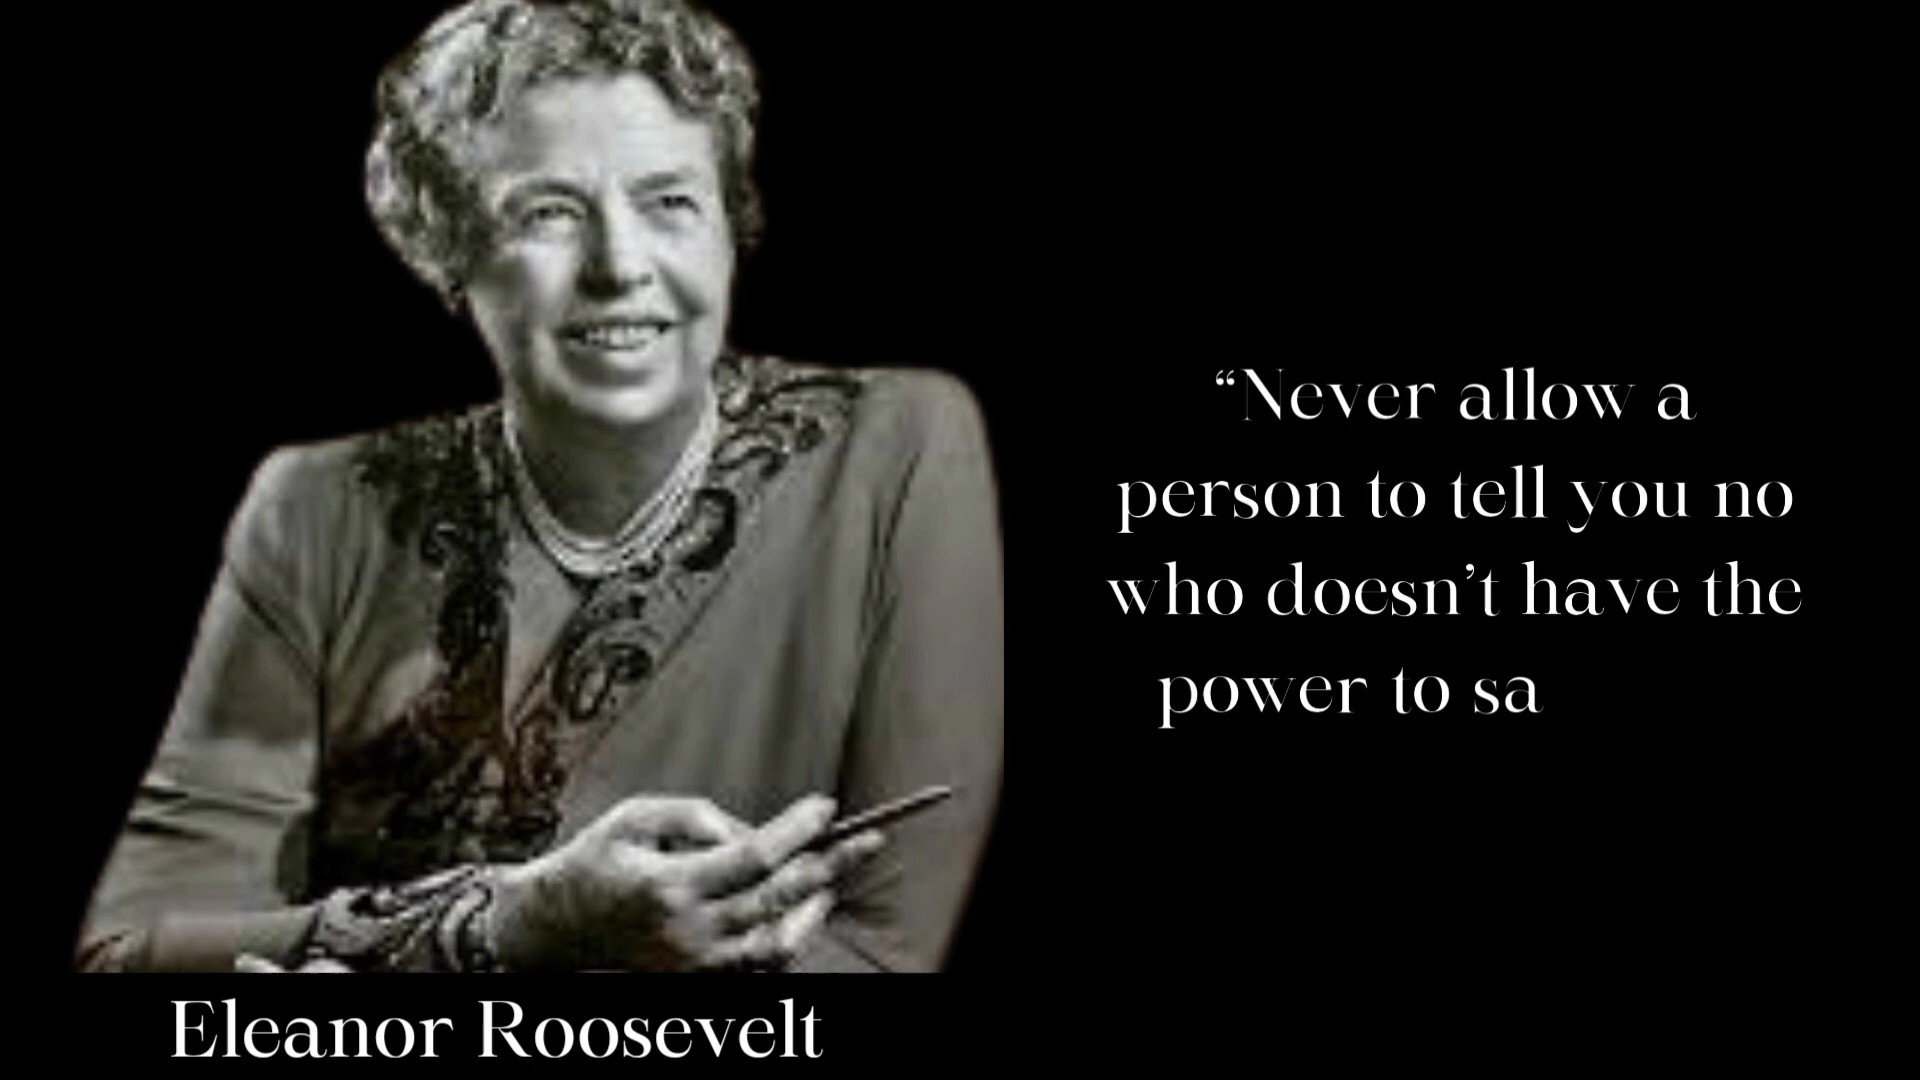 “Never allow a
person to tell you no
who doesn’t have the
power to sa
Eleanor Roosevelt